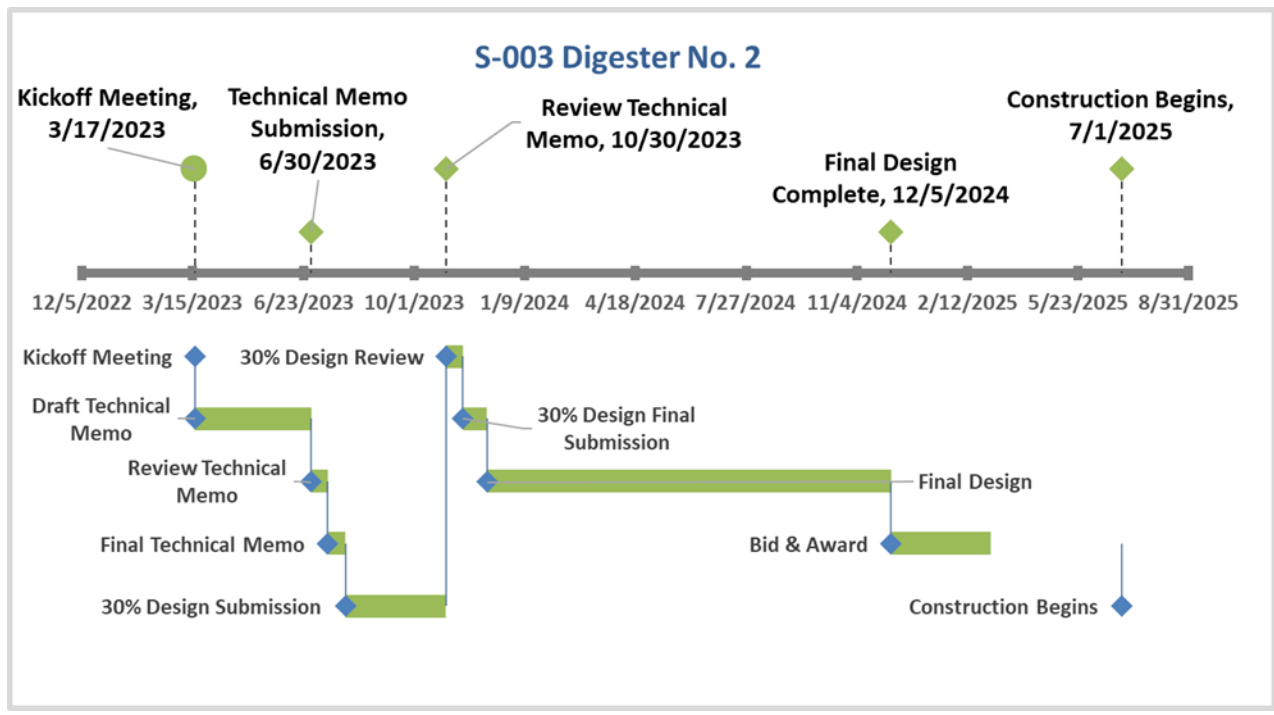 S-003 Digester No. 2
Kickoff Meeting,
3/17/2023
Technical Memo
Submission,
6/30/2023
Review Technical
Memo, 10/30/2023
Final Design
Complete, 12/5/2024
Construction Begins,
7/1/2025
12/5/2022 3/15/2023 6/23/2023 10/1/2023 1/9/2024 4/18/2024 7/27/2024 11/4/2024 2/12/2025 5/23/2025 8/31/2025
Kickoff Meeting
Draft Technical
Memo
Review Technical
Memo
Final Technical Memo
30% Design Submission
30% Design Review
30% Design Final
Submission
Final Design
Bid & Award
Construction Begins